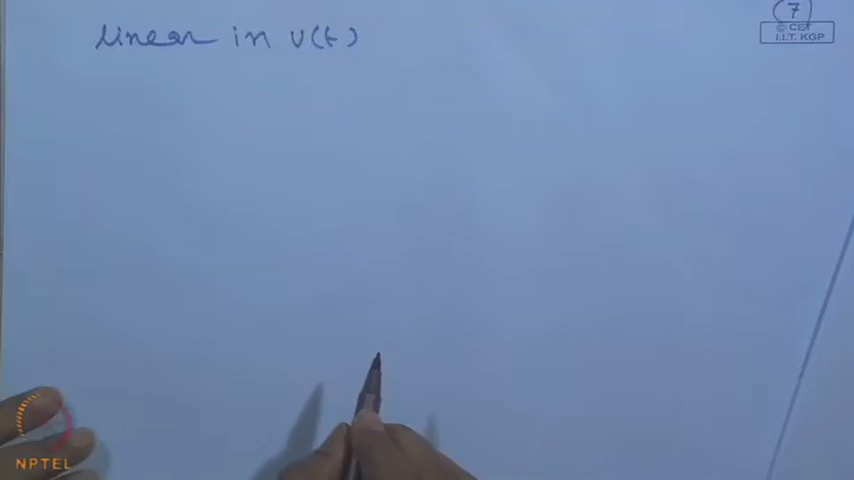 Linear in v(t)
7
© CET
I.I.T. KGP
NPTEL